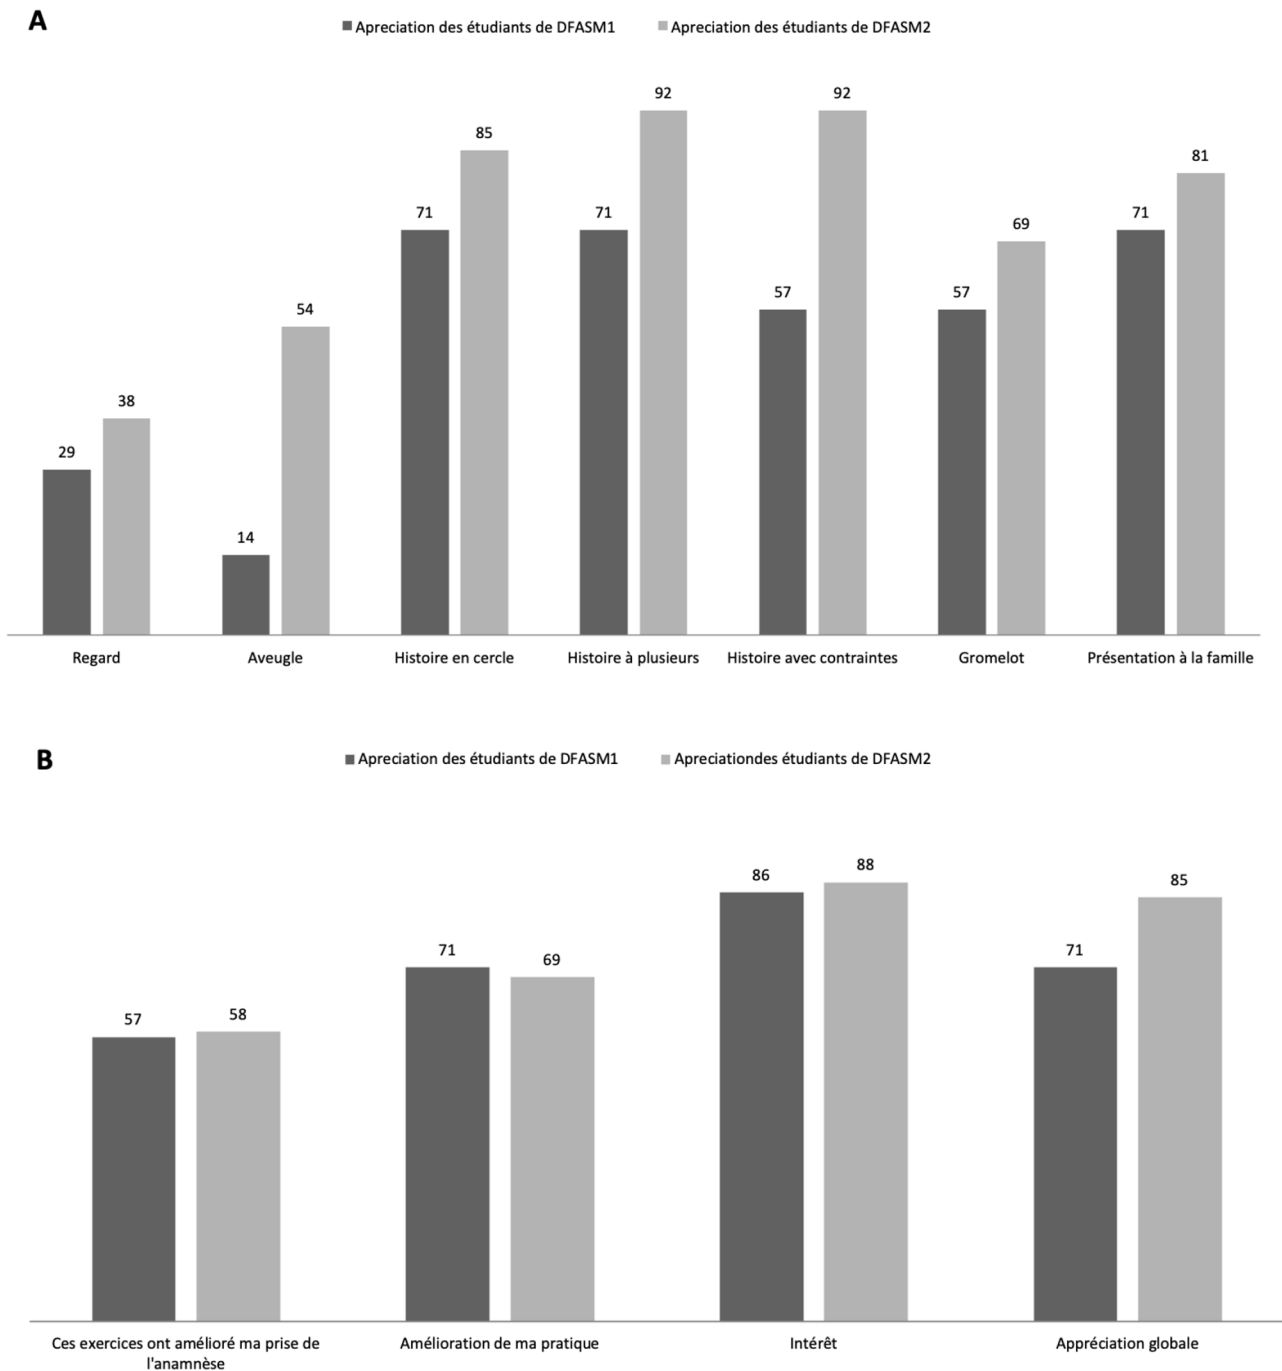 A
Apreciation des étudiants de DFASM1 Apreciation des étudiants de DFASM2
92 92
85
81
71 71 71
69
57 57
54
38
29
14
Regard Aveugle Histoire en cercle Histoire à plusieurs Histoire avec contraintes Gromelot Présentation à la famille
B
Apreciation des étudiants de DFASM1 Apreciationdes étudiants de DFASM2
86 88
85
71 69 71
57 58
Ces exercices ont amélioré ma prise de
l'anamnèse
Amélioration de ma pratique Intérêt Appréciation globale